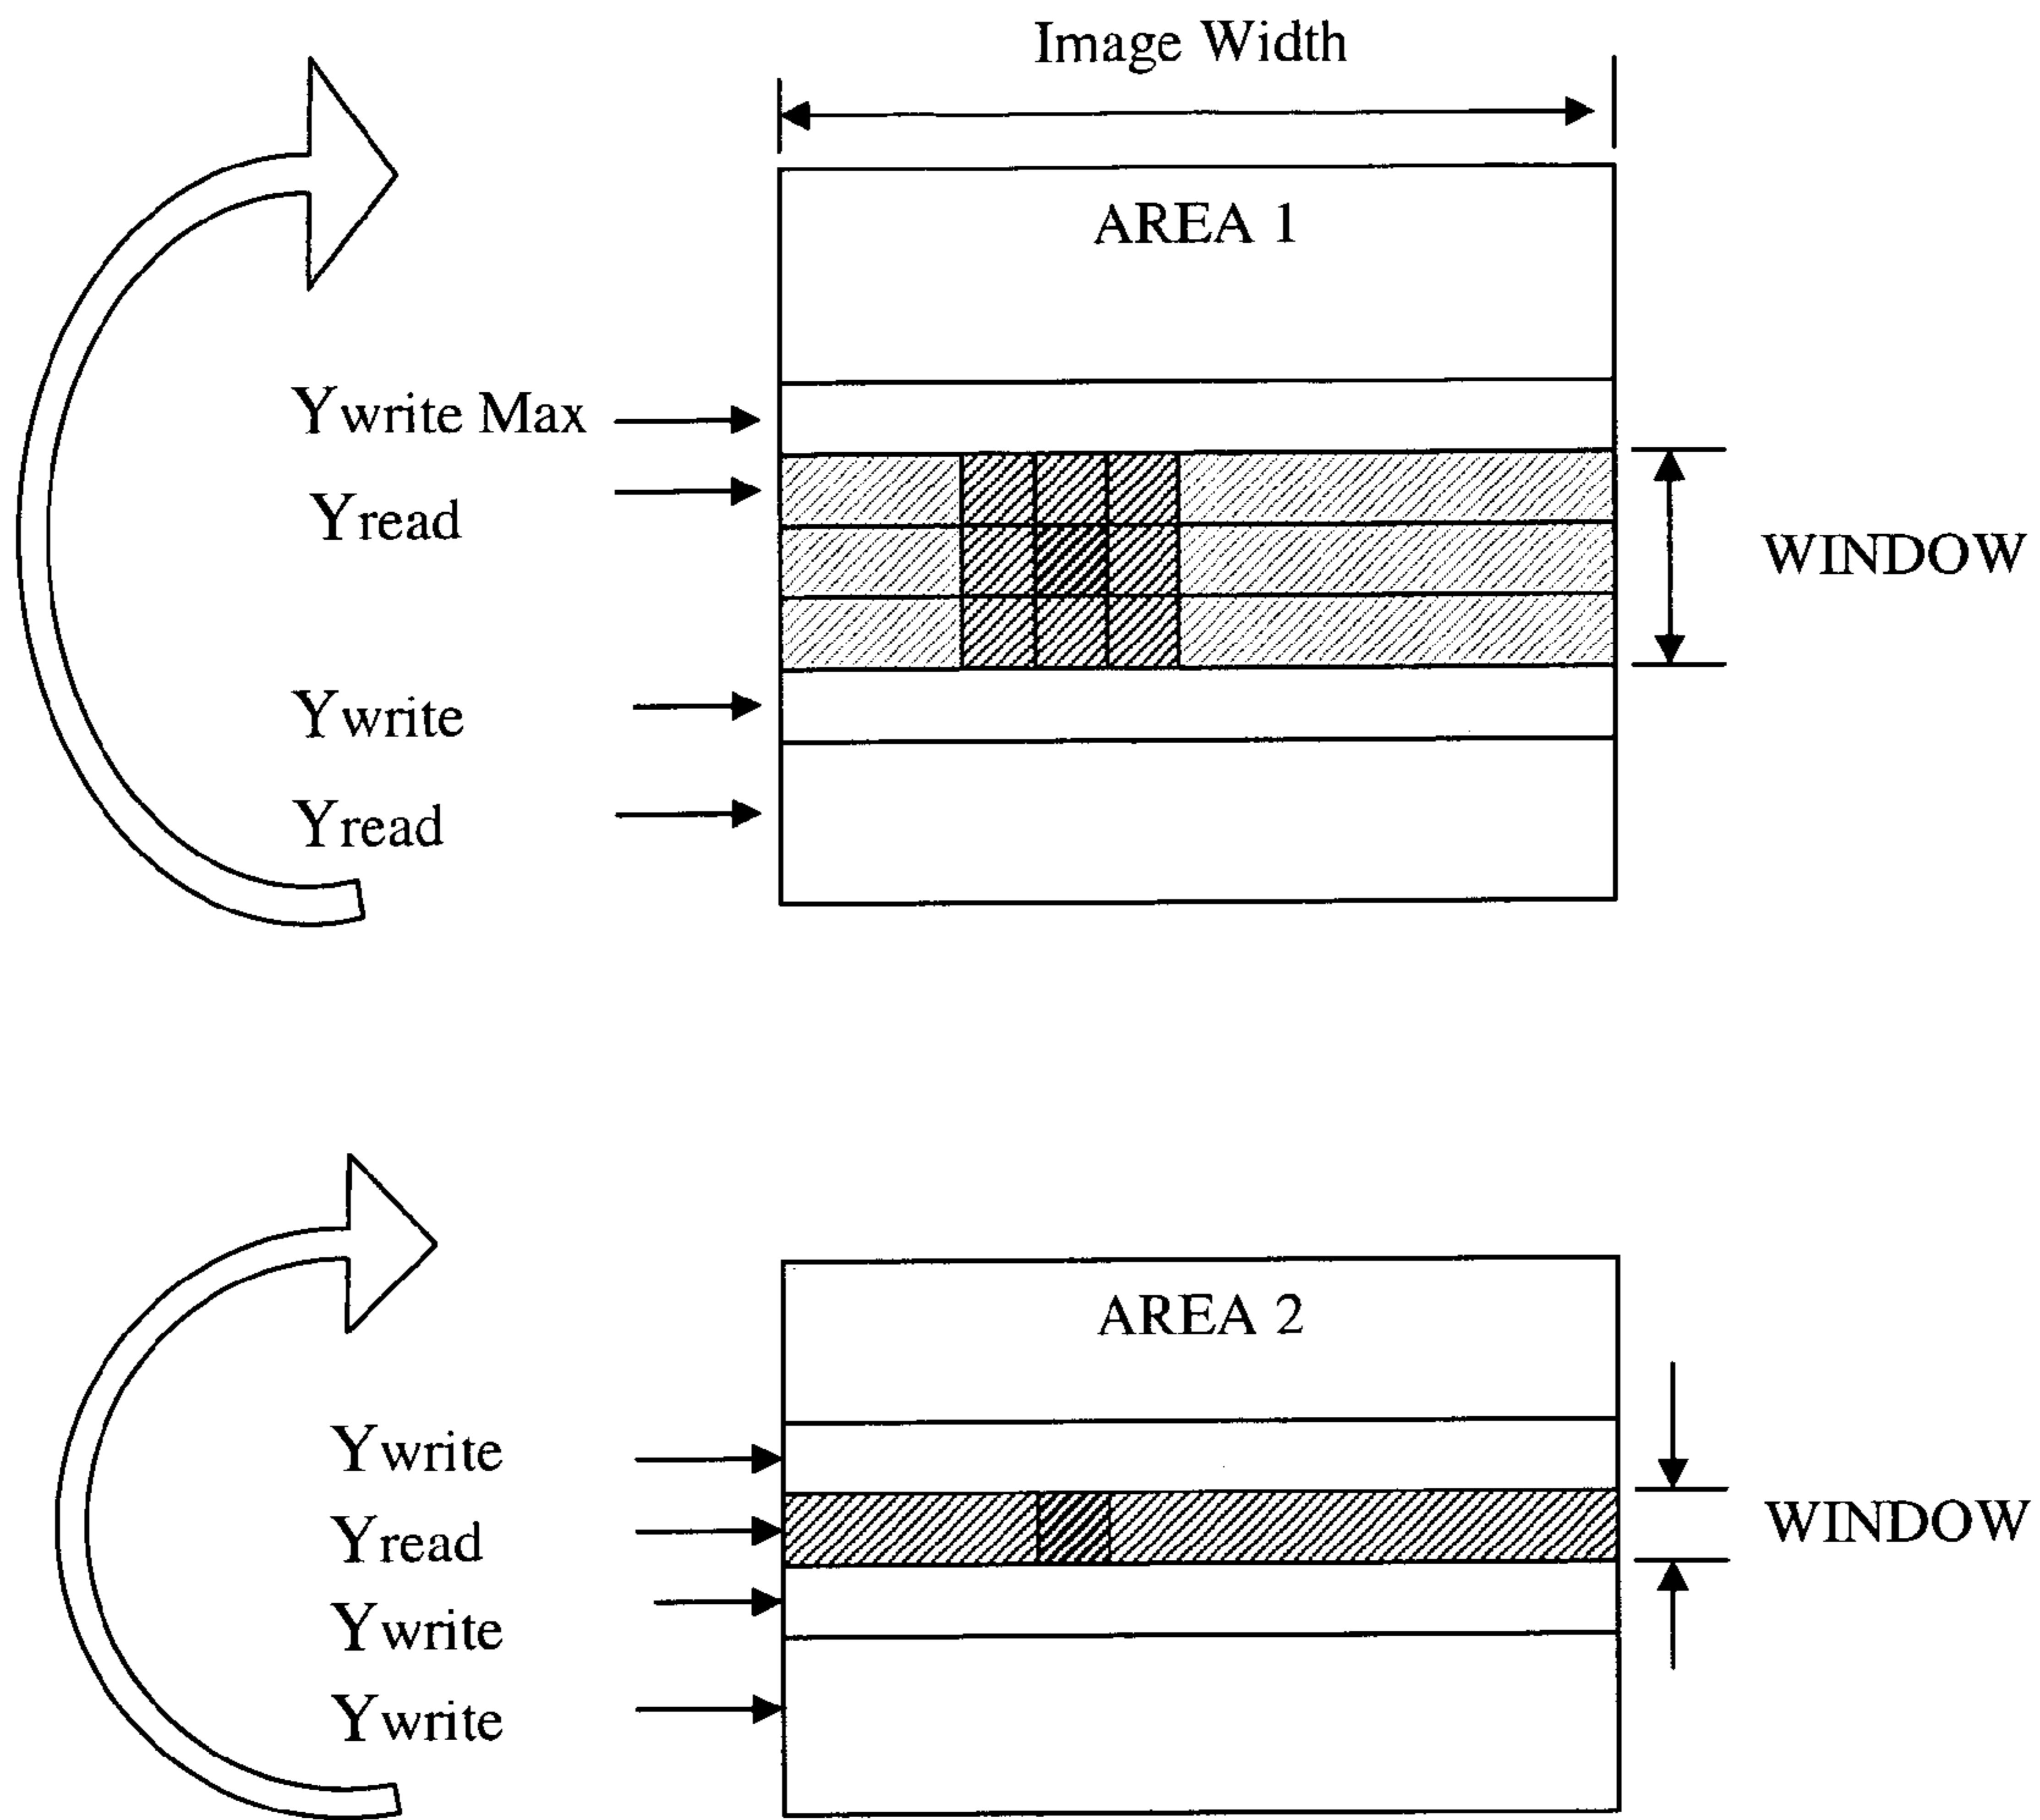 Image Width
AREA 1
Ywrite Max
Yread
WINDOW
Ywrite
Yread
AREA 2
Ywrite
Yread
WINDOW
Ywrite
Ywrite